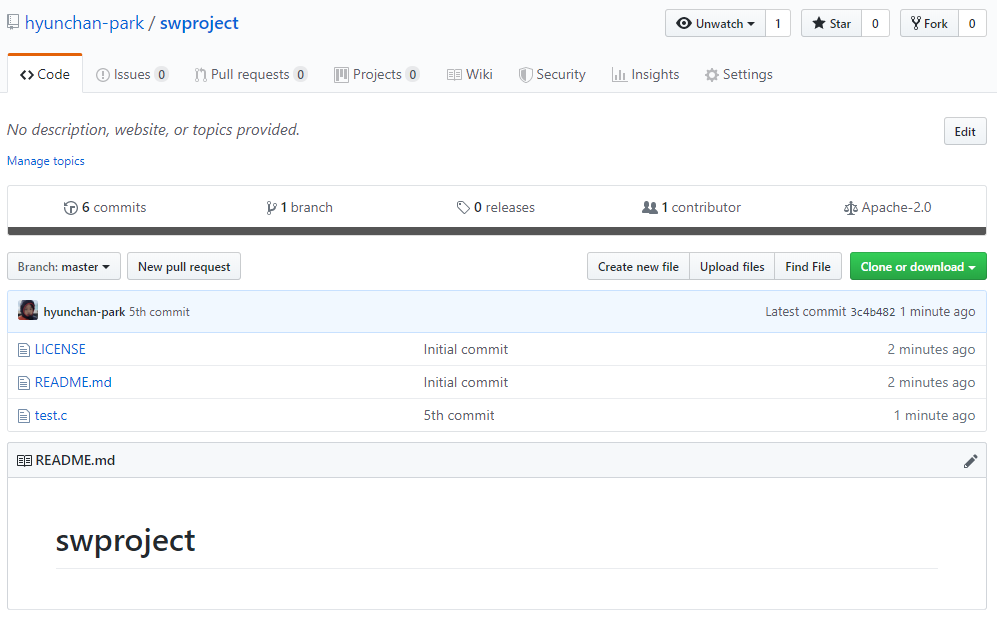 hyunchan-park / swproject Unwatch 1 Star 0 Fork 0
Code Issues 0 Pull requests 0 Projects 0 Wiki Security Insights Settings
No description, website, or topics provided. Edit
Manage topics
6 commits 1 branch 0 releases 1 contributor Apache-2.0
Branch: master New pull request Create new file Upload files Find File Clone or download
hyunchan-park 5th commit Latest commit 3c4b482 1 minute ago
LICENSE Initial commit 2 minutes ago
README.md Initial commit 2 minutes ago
test.c 5th commit 1 minute ago
README.md
swproject